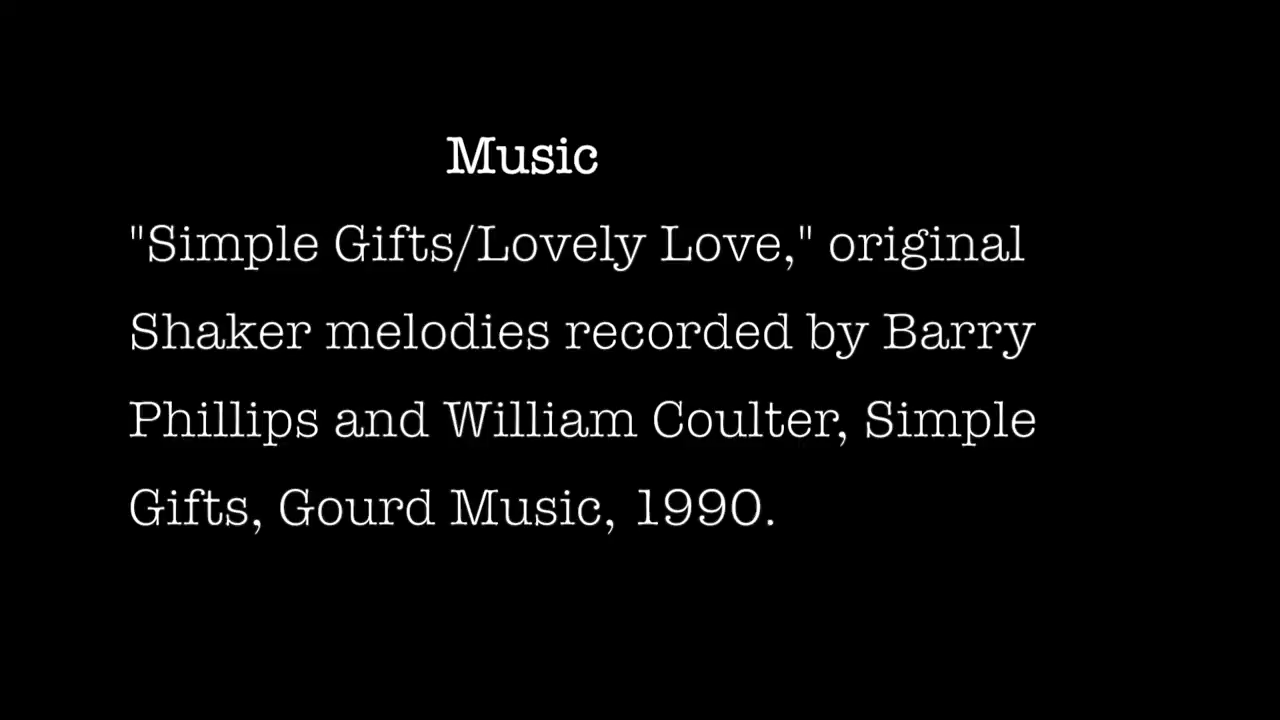 Music
"Simple Gifts/Lovely Love," original
Shaker melodies recorded by Barry
Phillips and William Coulter, Simple
Gifts, Gourd Music, 1990.